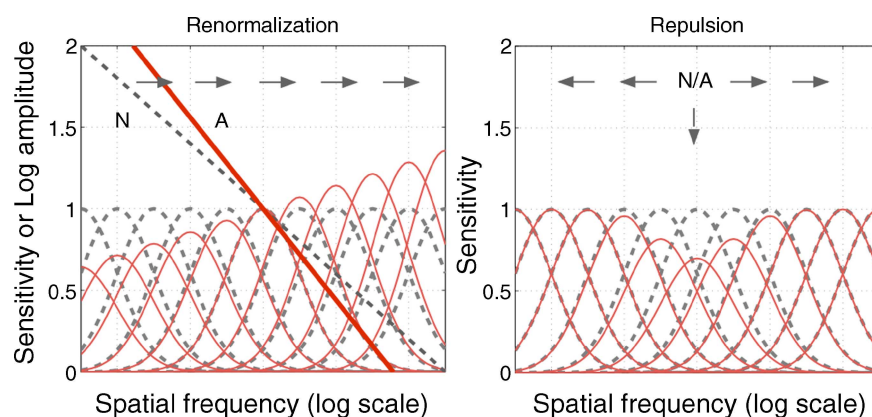 Renormalization
Sensitivity or Log amplitude
2
1.5
1
0.5
0
N
A
Spatial frequency (log scale)
Repulsion
Sensitivity
2
1.5
1
0.5
0
N/A
Spatial frequency (log scale)